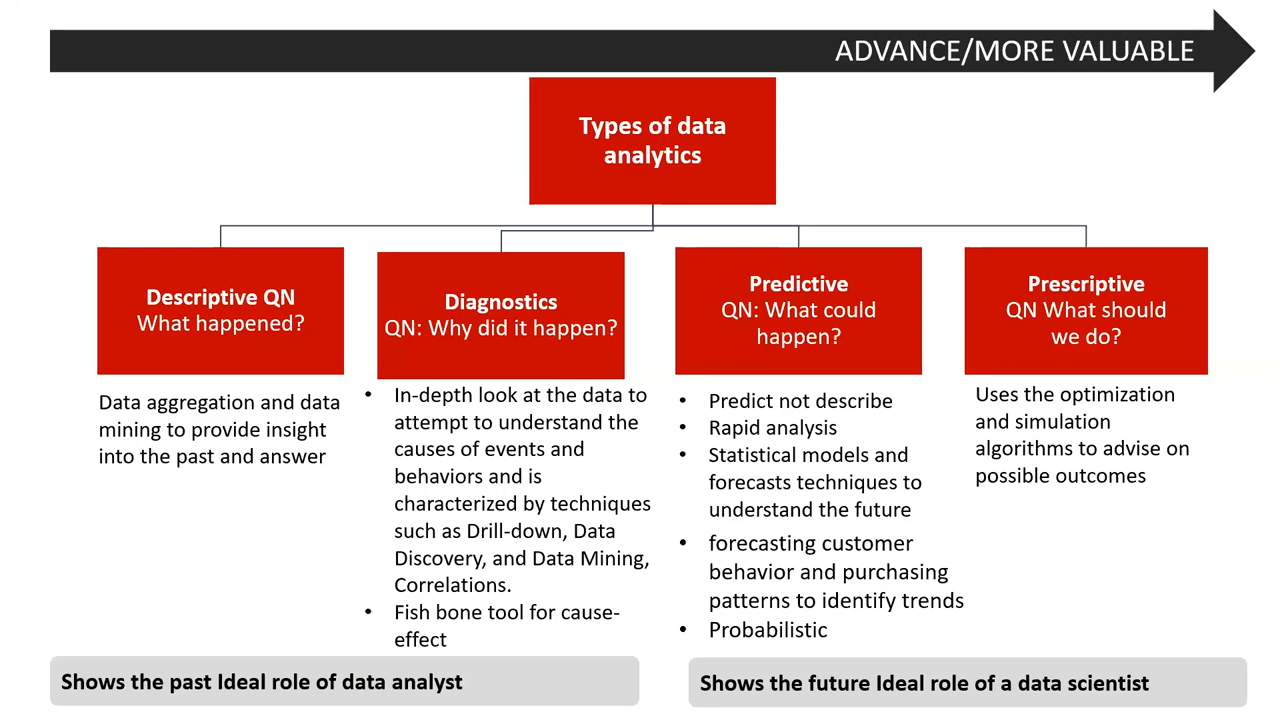 ADVANCE/MORE VALUABLE
Types of data
analytics
Descriptive QN
What happened?
Data aggregation and data
mining to provide insight
into the past and answer
Diagnostics
QN: Why did it happen?
• In-depth look at the data to
attempt to understand the
causes of events and
behaviors and is
characterized by techniques
such as Drill-down, Data
Discovery, and Data Mining,
Correlations.
• Fish bone tool for cause-
effect
Predictive
QN: What could
happen?
• Predict not describe
• Rapid analysis
• Statistical models and
forecasts techniques to
understand the future
• forecasting customer
behavior and purchasing
patterns to identify trends
• Probabilistic
Prescriptive
QN What should
we do?
Uses the optimization
and simulation
algorithms to advise on
possible outcomes
Shows the past Ideal role of data analyst
Shows the future Ideal role of a data scientist